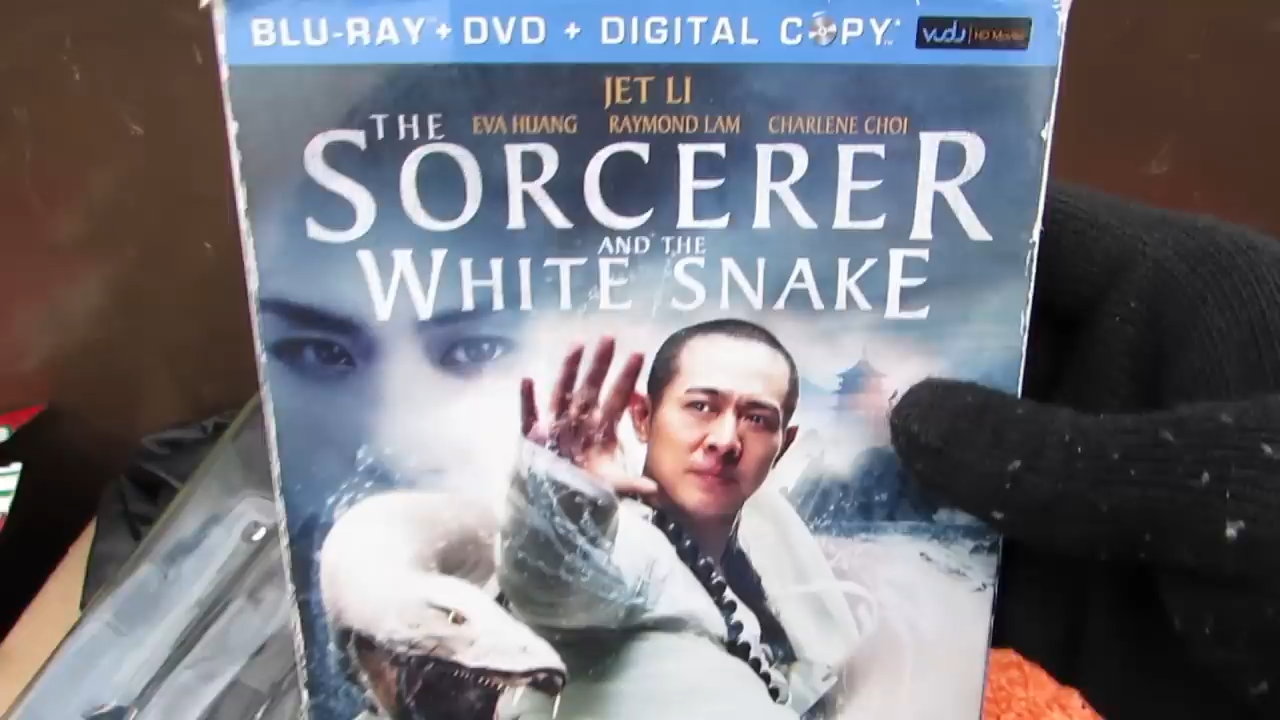 BLU-RAY + DVD + DIGITAL COPY™
vudu | HD Movies
JET LI
EVA HUANG RAYMOND LAM CHARLENE CHOI
THE
SORCERER
AND THE
WHITE SNAKE